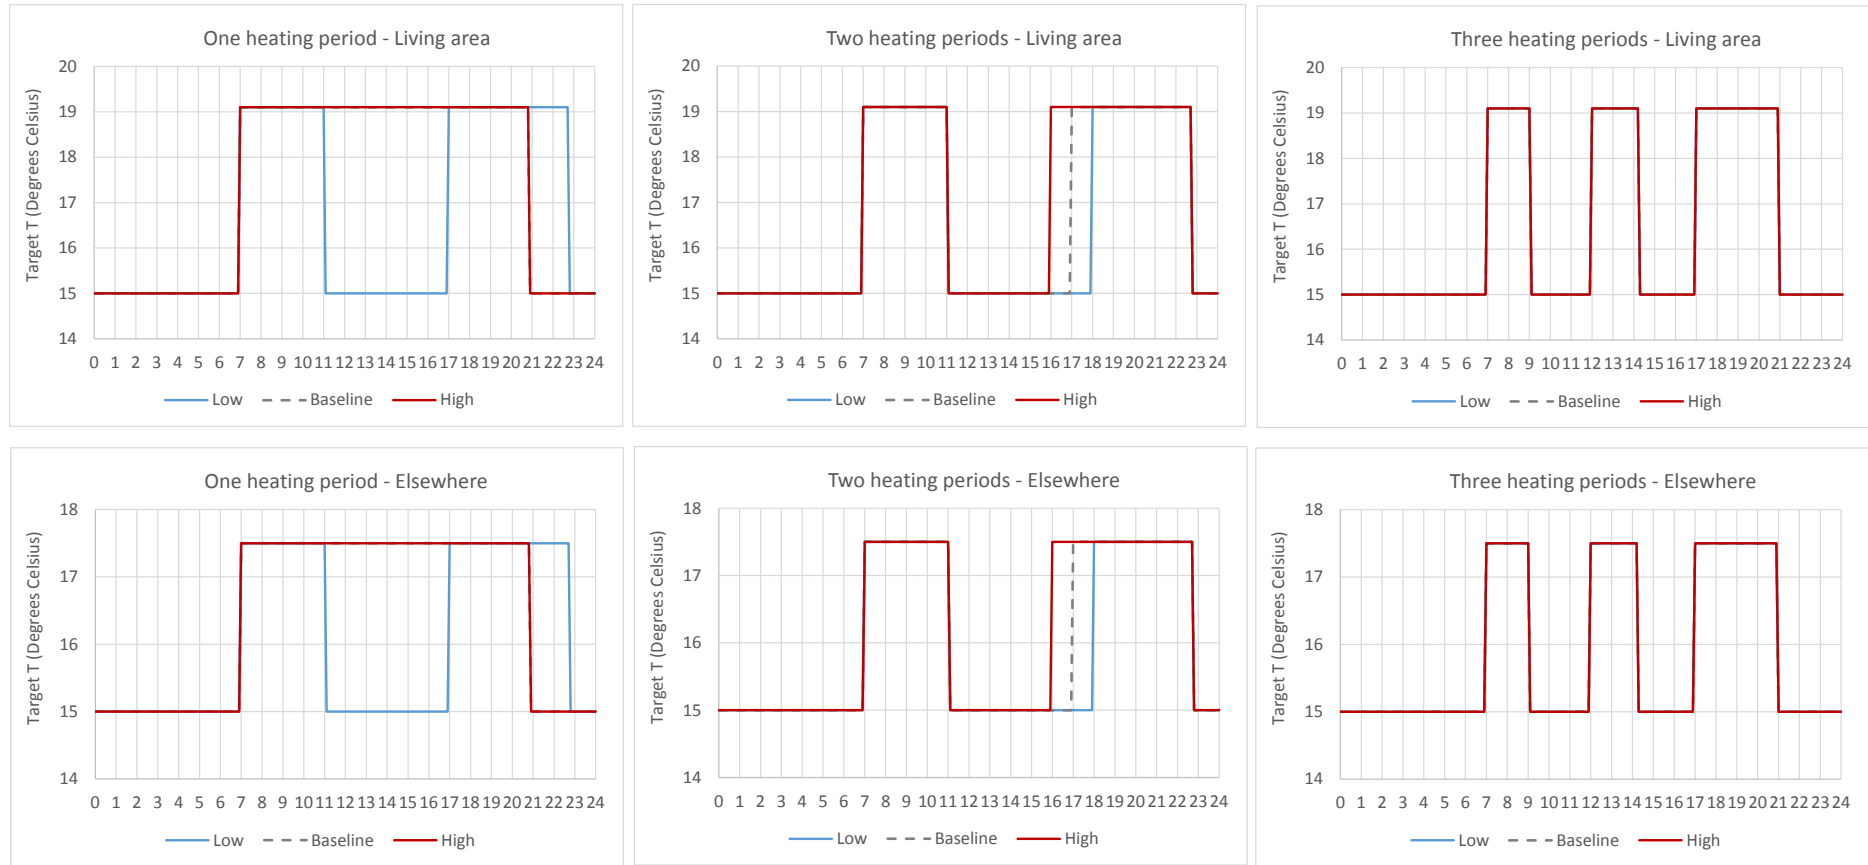 One heating period - Living area
Target T (Degrees Celsius)
20
19
18
17
16
15
14
0 1 2 3 4 5 6 7 8 9 10 11 12 13 14 15 16 17 18 19 20 21 22 23 24
Low Baseline High
Two heating periods - Living area
Target T (Degrees Celsius)
20
19
18
17
16
15
14
0 1 2 3 4 5 6 7 8 9 10 11 12 13 14 15 16 17 18 19 20 21 22 23 24
Low Baseline High
Three heating periods - Living area
Target T (Degrees Celsius)
20
19
18
17
16
15
14
0 1 2 3 4 5 6 7 8 9 10 11 12 13 14 15 16 17 18 19 20 21 22 23 24
Low Baseline High
One heating period - Elsewhere
Target T (Degrees Celsius)
18
17
16
15
14
0 1 2 3 4 5 6 7 8 9 10 11 12 13 14 15 16 17 18 19 20 21 22 23 24
Low Baseline High
Two heating periods - Elsewhere
Target T (Degrees Celsius)
18
17
16
15
14
0 1 2 3 4 5 6 7 8 9 10 11 12 13 14 15 16 17 18 19 20 21 22 23 24
Low Baseline High
Three heating periods - Elsewhere
Target T (Degrees Celsius)
18
17
16
15
14
0 1 2 3 4 5 6 7 8 9 10 11 12 13 14 15 16 17 18 19 20 21 22 23 24
Low Baseline High